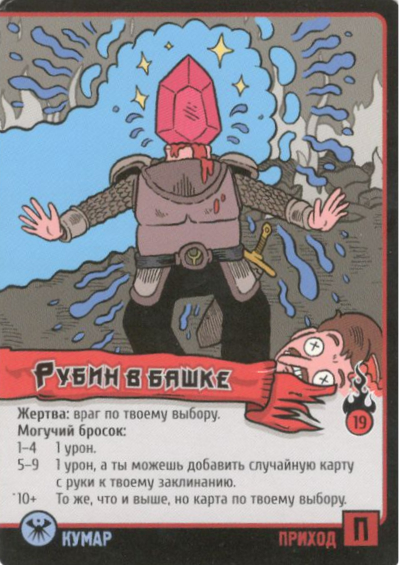 Рубин в башке
19
Жертва: враг по твоему выбору.
Могучий бросок:
1–4 1 урон.
5–9 1 урон, а ты можешь добавить случайную карту
с руки к твоему заклинанию.
10+ То же, что и выше, но карта по твоему выбору.
КУМАР
ПРИХОД П